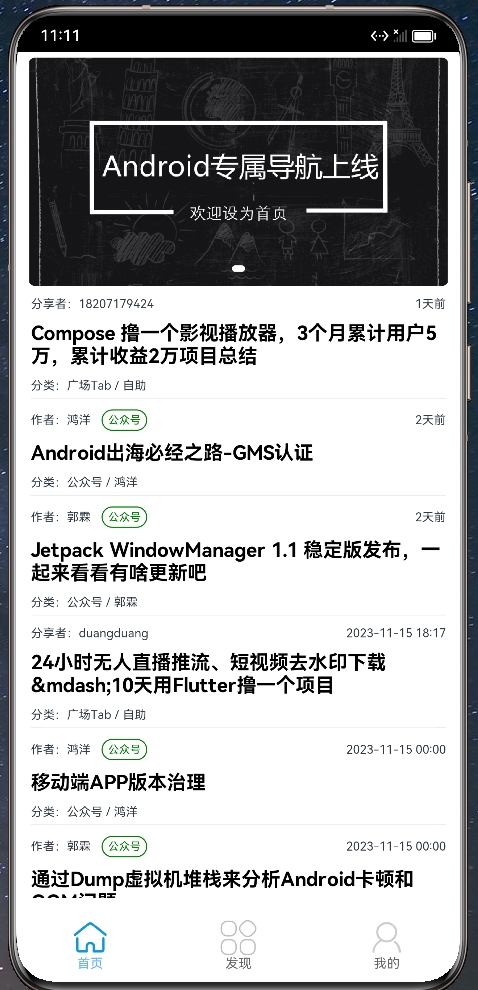 11:11
Android专属导航上线
欢迎设为首页
分享者：18207179424 1天前
Compose 撸一个影视播放器，3个月累计用户5
万，累计收益2万项目总结
分类：广场Tab / 自助
作者：鸿洋 公众号 2天前
Android出海必经之路-GMS认证
分类：公众号 / 鸿洋
作者：郭霖 公众号 2天前
Jetpack WindowManager 1.1 稳定版发布，一
起来看看有啥更新吧
分类：公众号 / 郭霖
分享者：duangduang 2023-11-15 18:17
24小时无人直播推流、短视频去水印下载
&mdash;10天用Flutter撸一个项目
分类：广场Tab / 自助
作者：鸿洋 公众号 2023-11-15 00:00
移动端APP版本治理
分类：公众号 / 鸿洋
作者：郭霖 公众号 2023-11-15 00:00
通过Dump虚拟机堆栈来分析Android卡顿和
首页 发现 我的